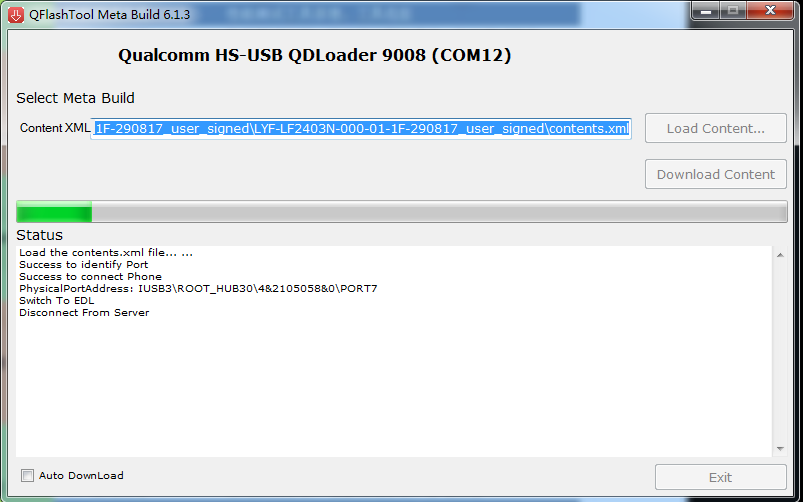 QFlashTool Meta Build 6.1.3
Qualcomm HS-USB QDLoader 9008 (COM12)
Select Meta Build
Content XML 1F-290817_user_signed\LYF-LF2403N-000-01-1F-290817_user_signed\contents.xml Load Content...
Download Content
Status
Load the contents.xml file... ...
Success to identify Port
Success to connect Phone
PhysicalPortAddress: IUSB3\ROOT_HUB30\4&2105058&0\PORT7
Switch To EDL
Disconnect From Server
Auto DownLoad Exit